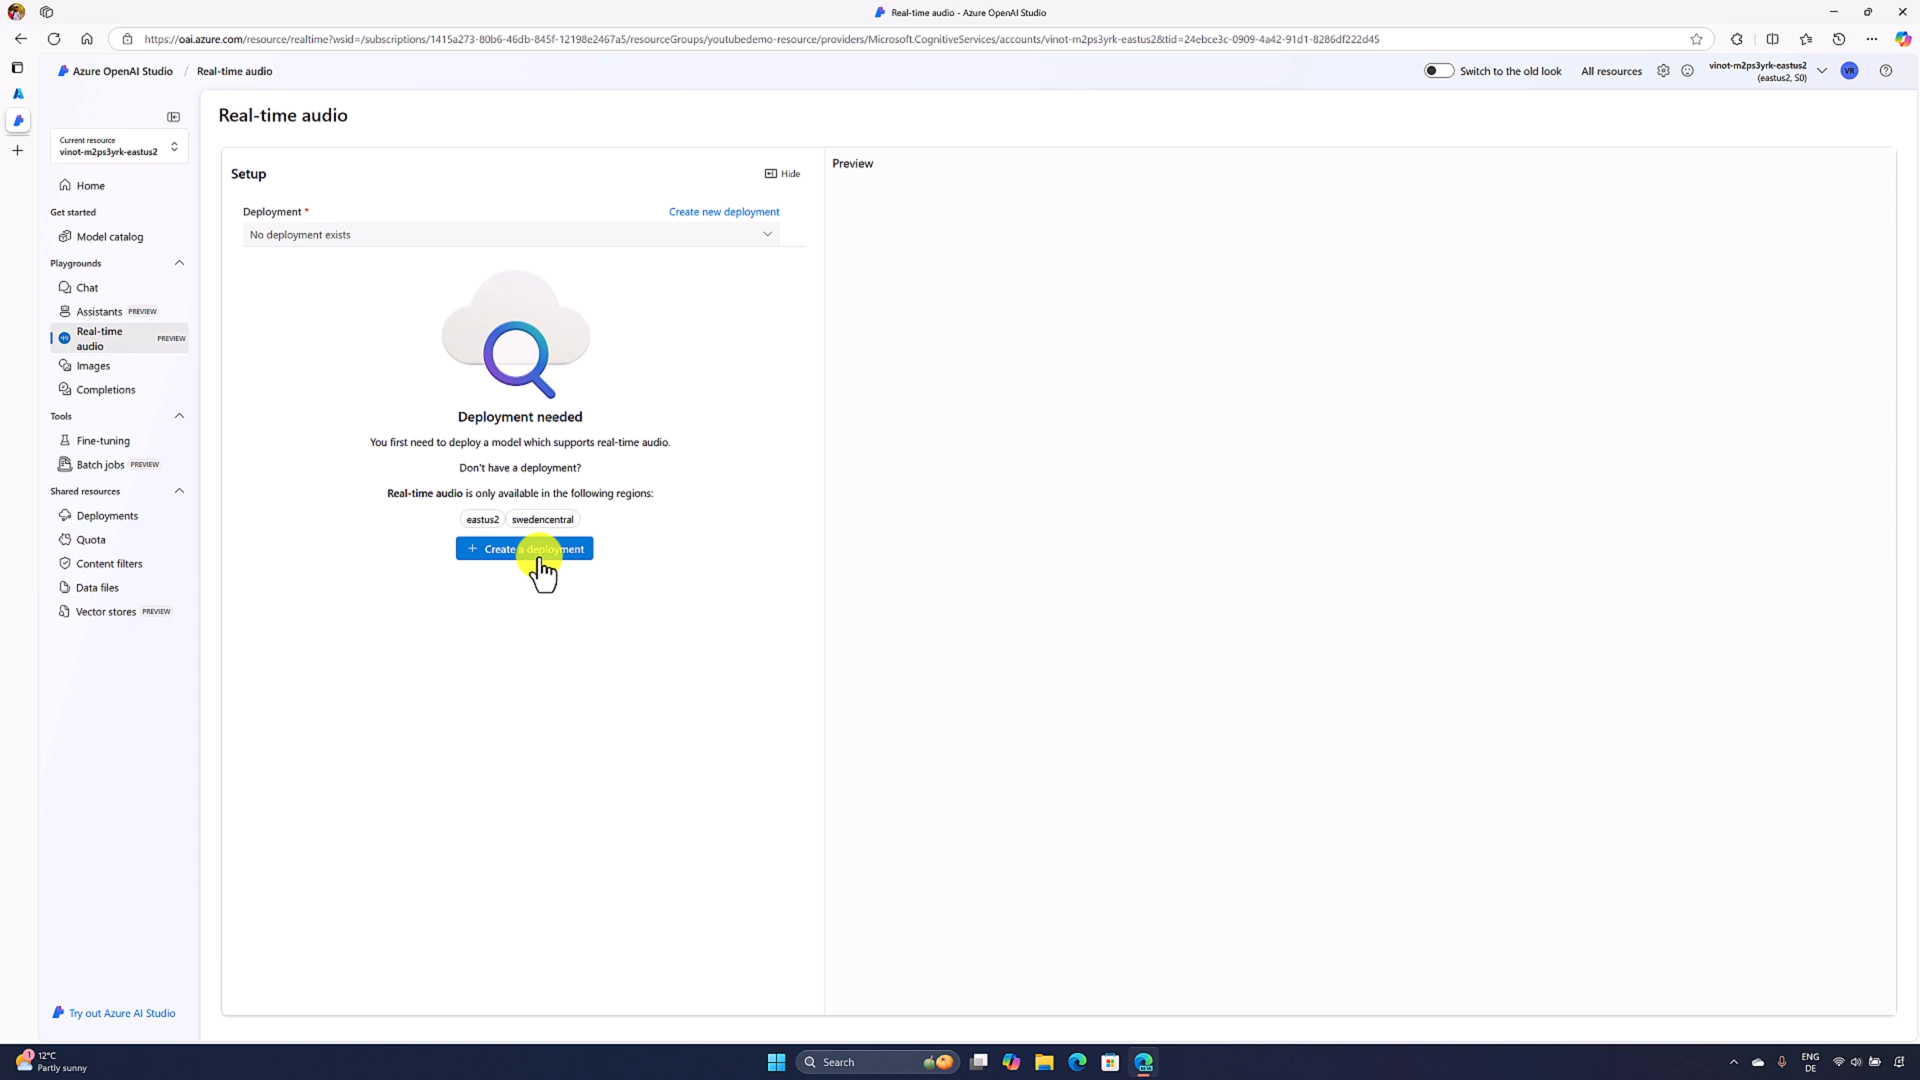 Real-time audio - Azure OpenAI Studio
https://oai.azure.com/resource/realtime?wsid=/subscriptions/1415a273-80b6-46db-845f-12198e2467a5/resourceGroups/youtubedemo-resource/providers/Microsoft.CognitiveServices/accounts/vinot-m2ps3yrk-eastus2&tid=24ebce3c-0909-4a42-91d1-8286df222d45
Azure OpenAI Studio / Real-time audio
Switch to the old look
All resources
vinot-m2ps3yrk-eastus2
(eastus2, S0)
VR
Current resource
vinot-m2ps3yrk-eastus2
Home
Get started
Model catalog
Playgrounds
Chat
Assistants PREVIEW
Real-time
audio PREVIEW
Images
Completions
Tools
Fine-tuning
Batch jobs PREVIEW
Shared resources
Deployments
Quota
Content filters
Data files
Vector stores PREVIEW
Try out Azure AI Studio
Real-time audio
Setup
Hide
Deployment *
Create new deployment
No deployment exists
Deployment needed
You first need to deploy a model which supports real-time audio.
Don't have a deployment?
Real-time audio is only available in the following regions:
eastus2 swedencentral
+ Create a deployment
Preview
1
12°C
Partly sunny
Search
ENG
DE